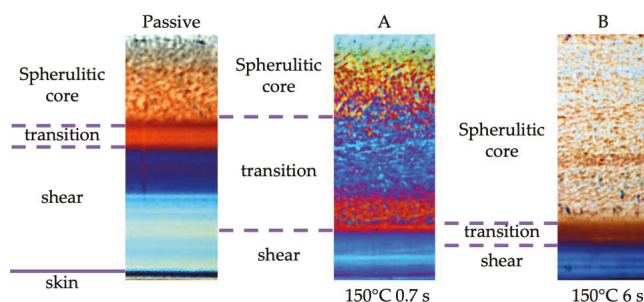 Passive
A
B
Spherulitic
core
transition
shear
skin
Spherulitic
core
transition
shear
150°C 0.7 s
Spherulitic
core
transition
shear
150°C 6 s